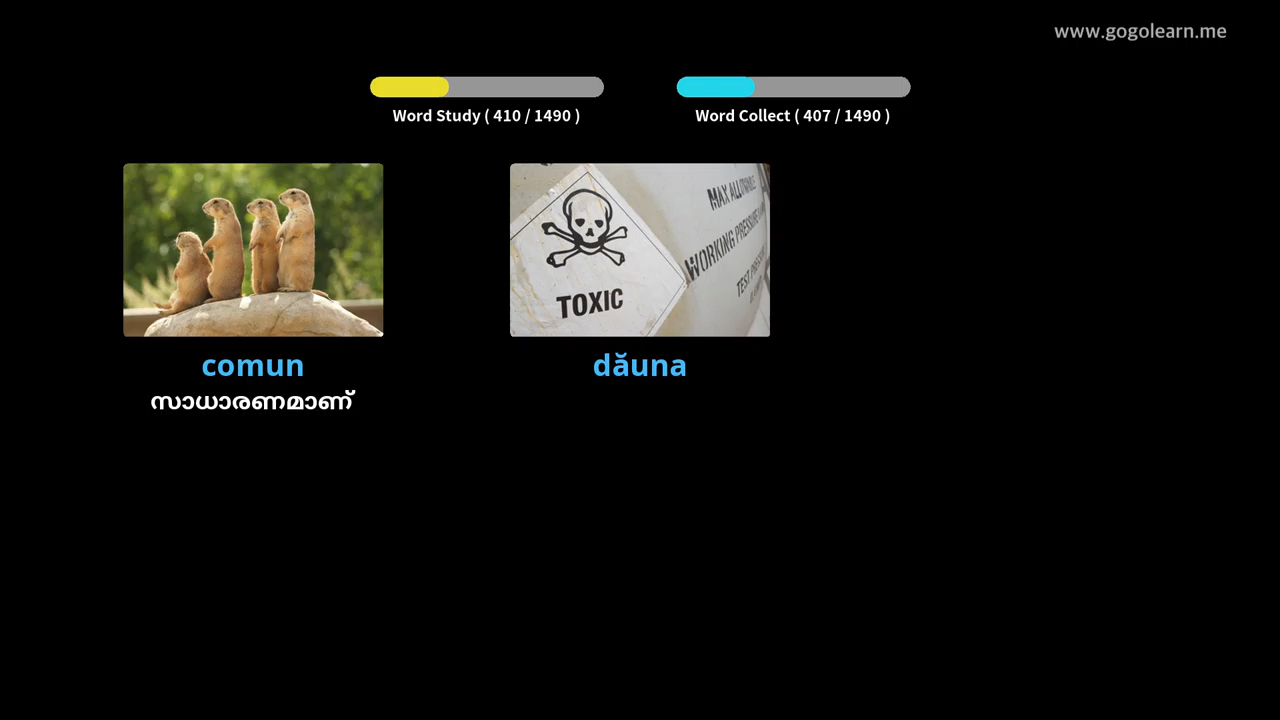 www.gogolearn.me
Word Study ( 410 / 1490 )
Word Collect ( 407 / 1490 )
TOXIC
MAX ALLOWABLE
WORKING PRESSURE
TEST
comun
dăuna
സാധാരണമാണ്